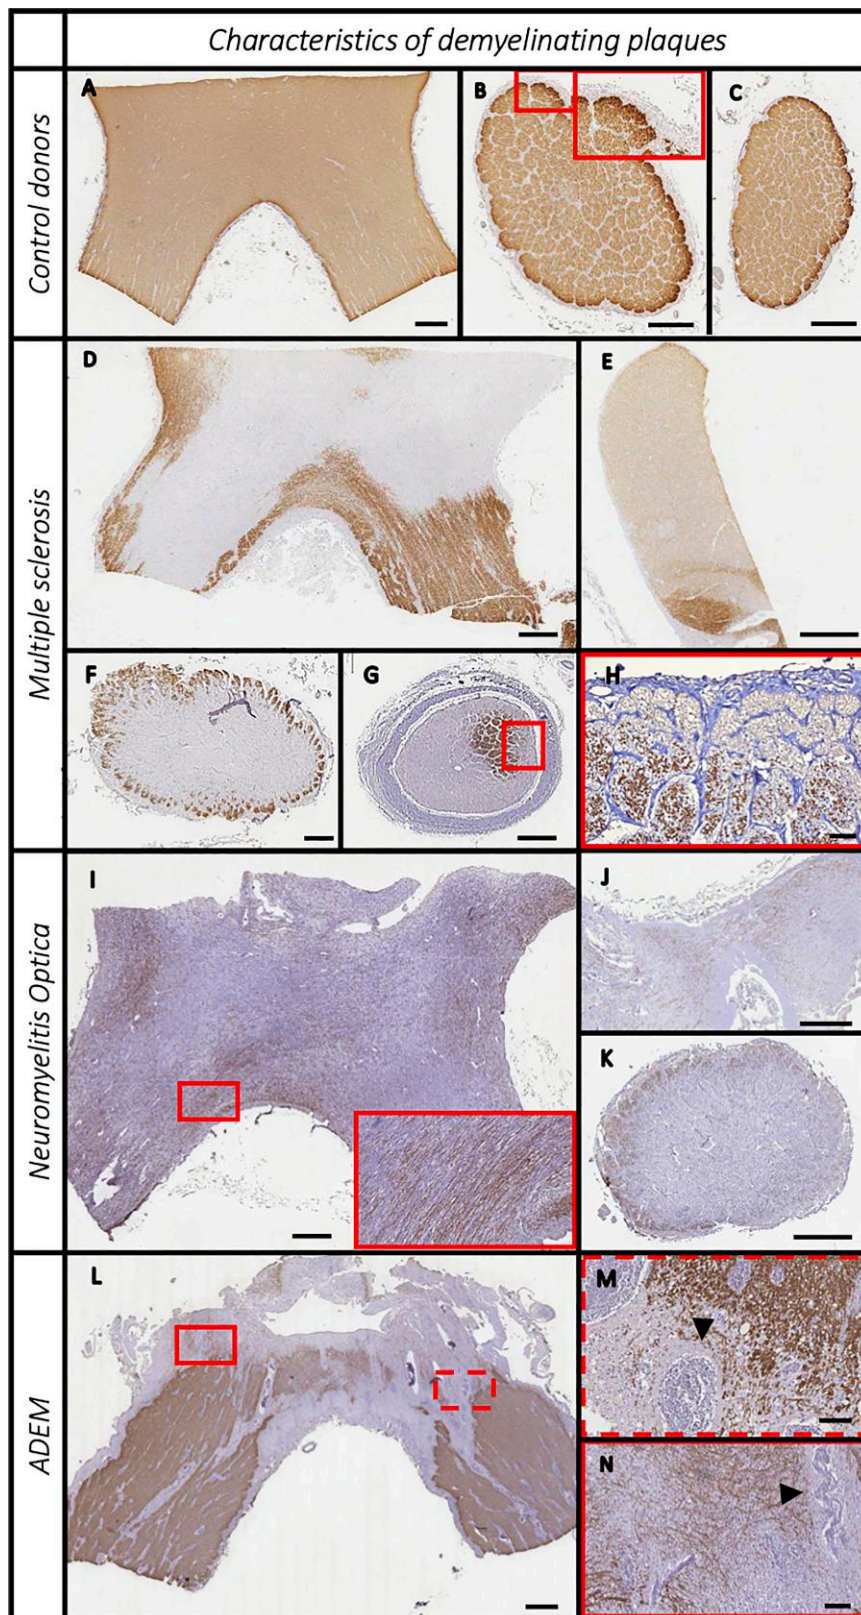 Characteristics of demyelinating plaques
Control donors
A
B
C
Multiple sclerosis
D
E
F
G
H
Neuromyelitis Optica
I
J
K
ADEM
L
M
N